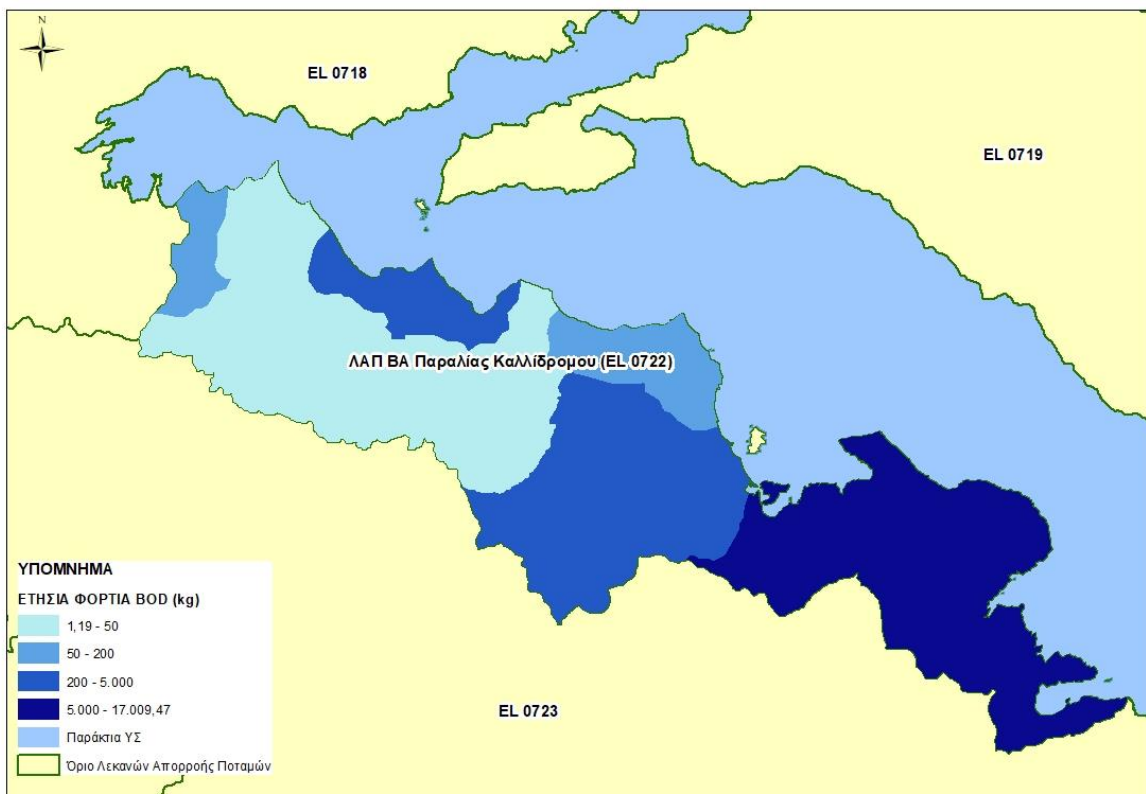 N
EL 0718
EL 0719
ΛΑΠ ΒΑ Παραλίας Καλλίδρομου (EL 0722)
EL 0723
ΥΠΟΜΝΗΜΑ
ΕΤΗΣΙΑ ΦΟΡΤΙΑ BOD (kg)
1,19 - 50
50 - 200
200 - 5.000
5.000 - 17.009,47
Παράκτια ΥΣ
Όριο Λεκανών Απορροής Ποταμών